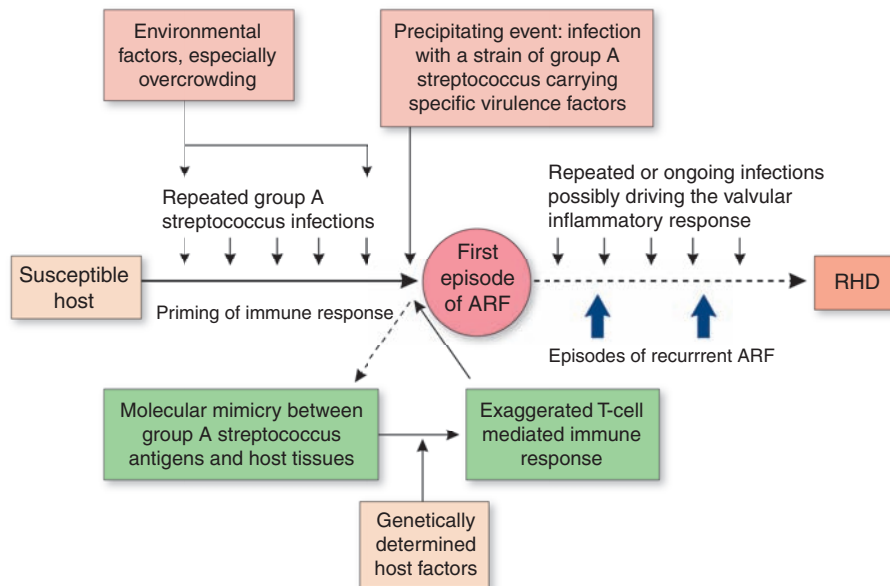 Environmental
factors, especially
overcrowding
Precipitating event: infection
with a strain of group A
streptococcus carrying
specific virulence factors
Repeated group A
streptococcus infections
Repeated or ongoing infections
possibly driving the valvular
inflammatory response
Susceptible
host
Priming of immune response
First
episode
of ARF
RHD
Episodes of recurrrent ARF
Molecular mimicry between
group A streptococcus
antigens and host tissues
Exaggerated T-cell
mediated immune
response
Genetically
determined
host factors